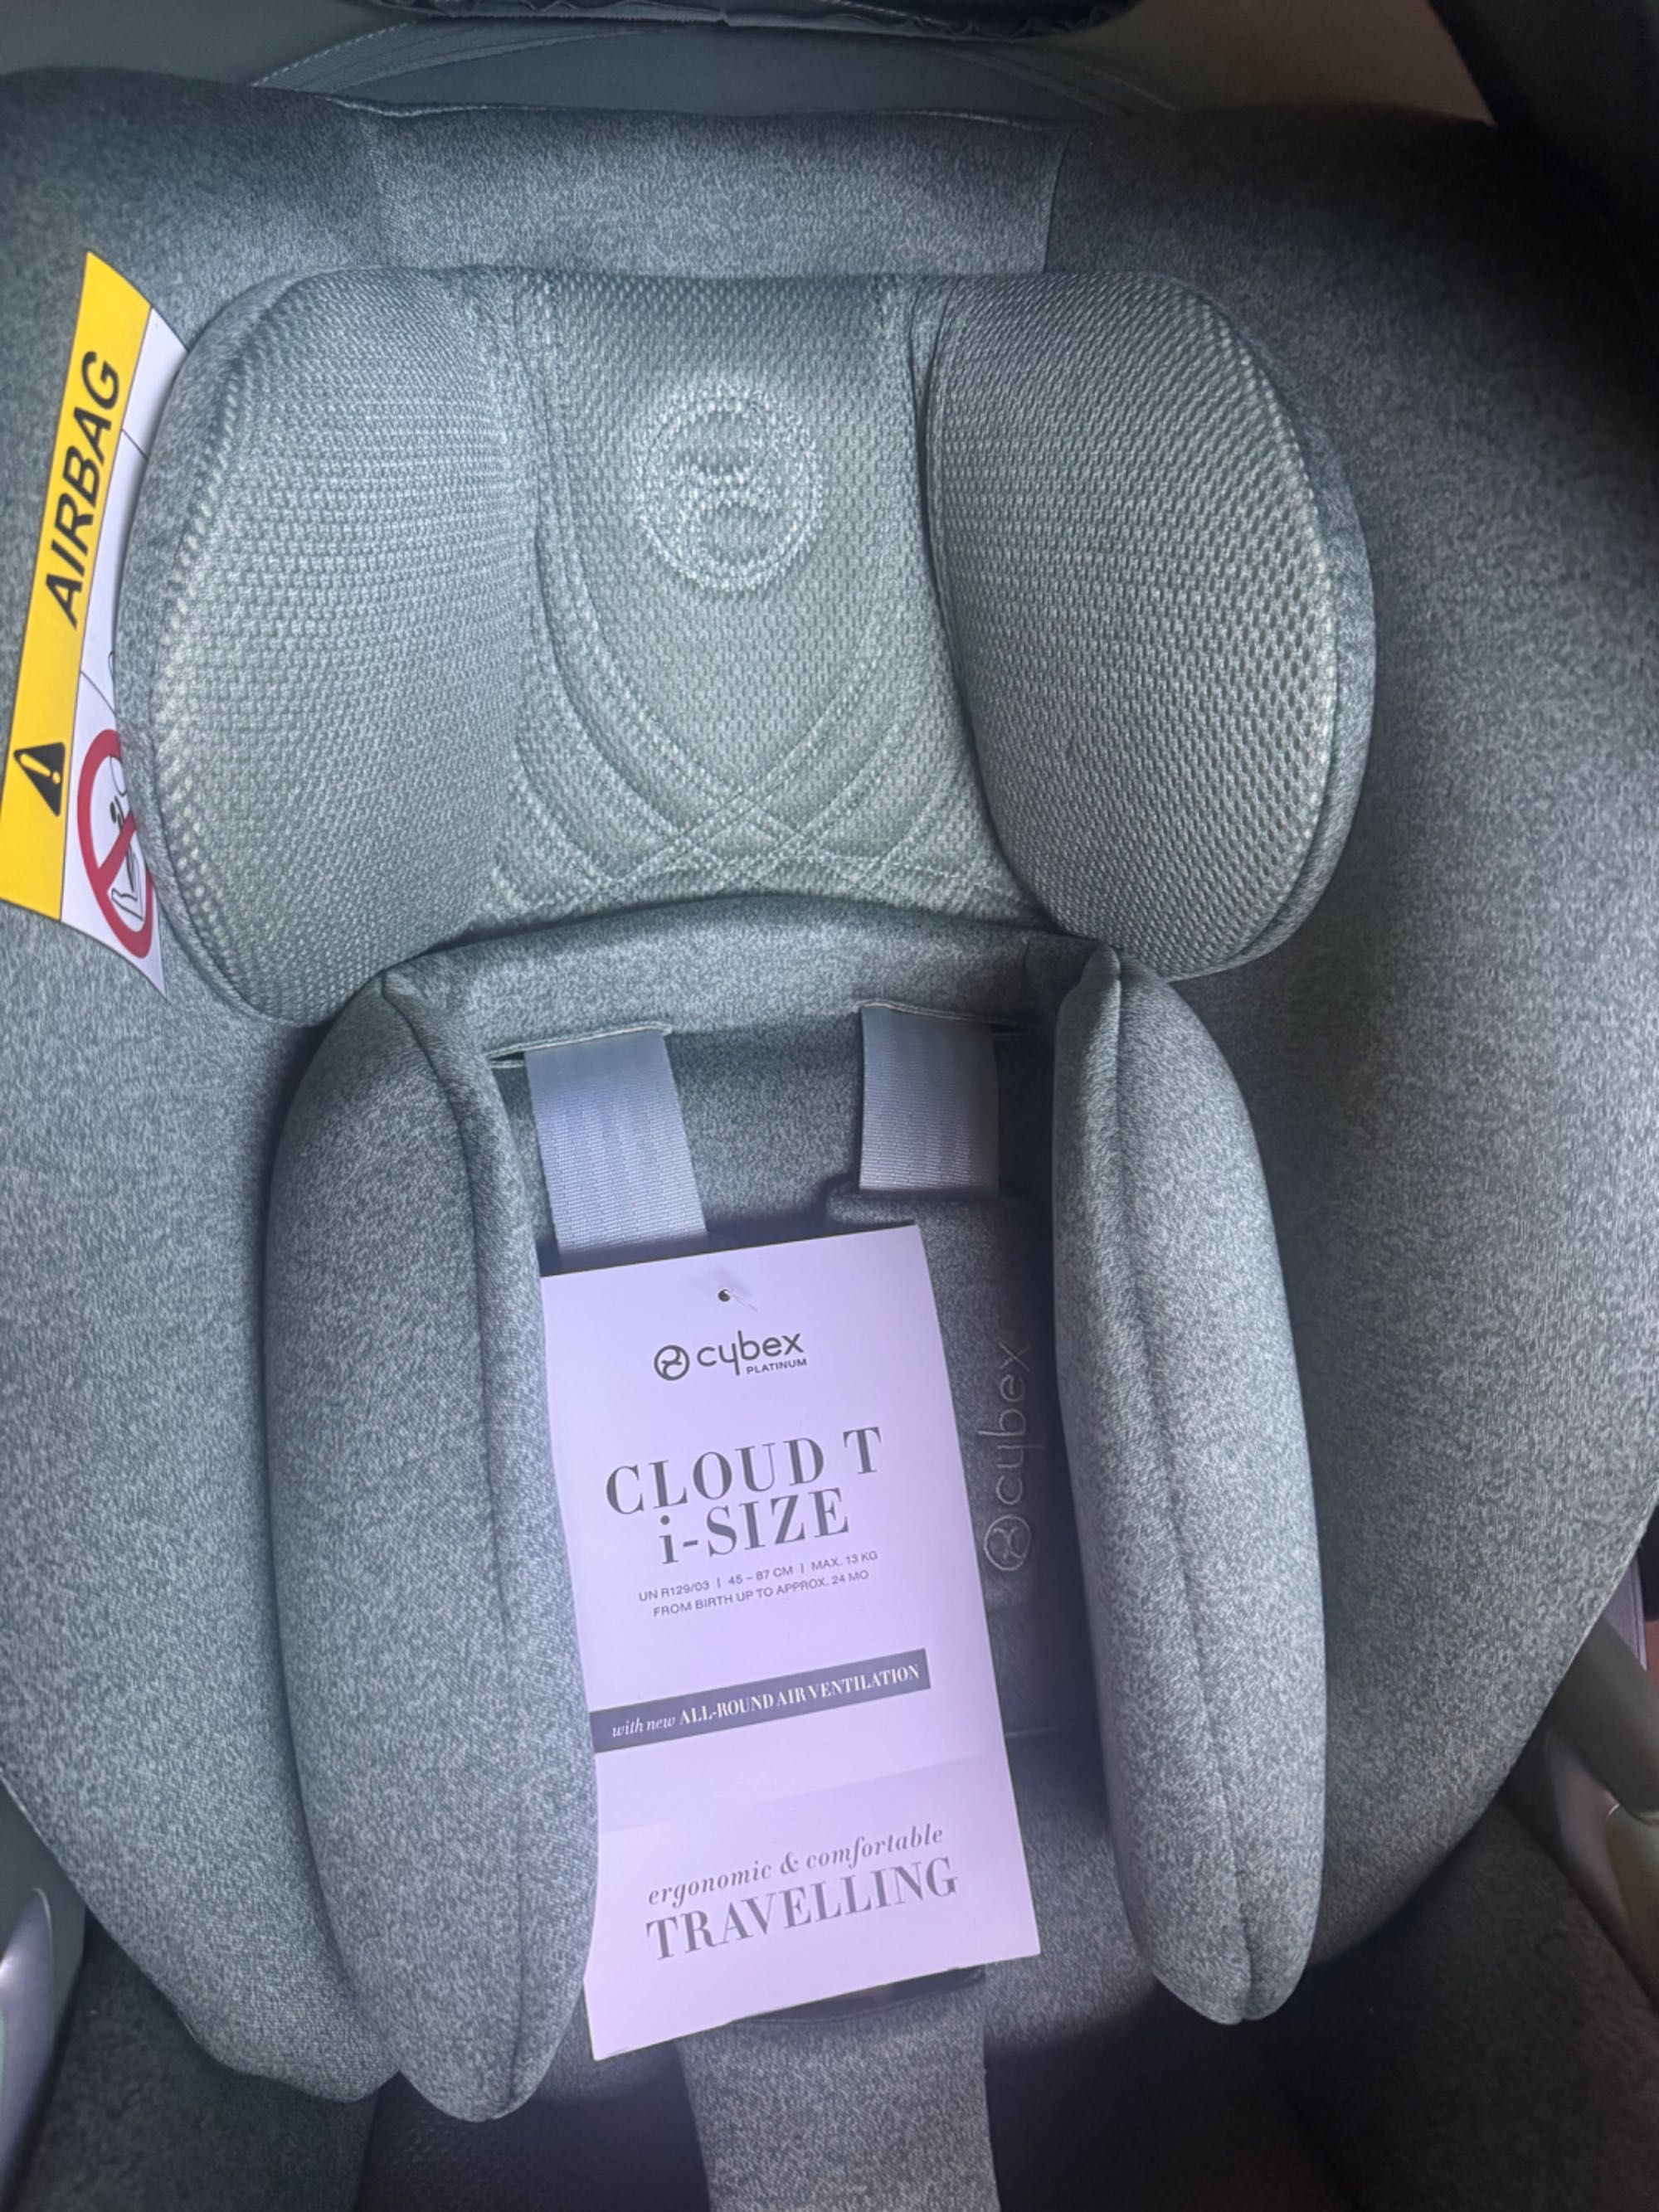 AIRBAG
cybex
PLATINUM
CLOUD T
i-SIZE
UN R129/03 | 45 – 87 CM | MAX. 13 KG
FROM BIRTH UP TO APPROX. 24 MO
with new ALL-ROUND AIR VENTILATION
ergonomic & comfortable
TRAVELLING
cybex